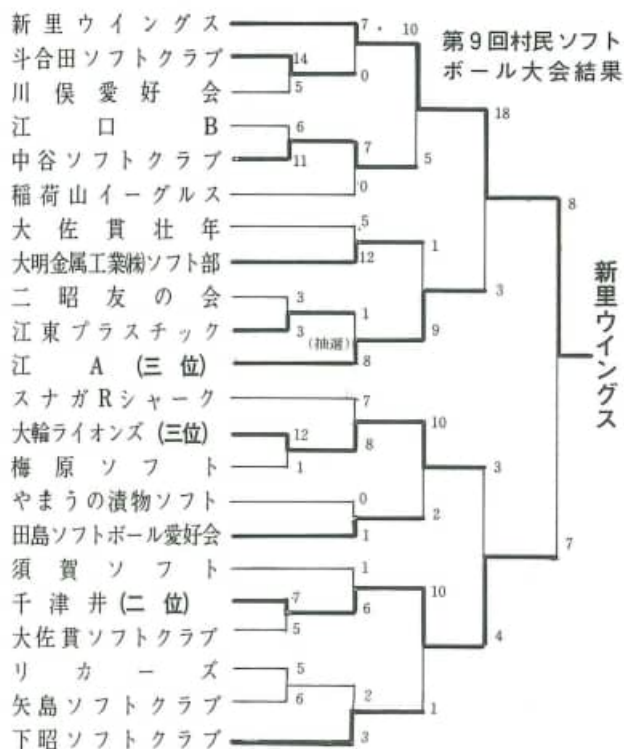 第9回村民ソフト
ボール大会結果
新里ウイングス
斗合田ソフトクラブ
川俣愛好会
江口B
中谷ソフトクラブ
稲荷山イーグルス
大佐貫壮年
大明金属工業㈱ソフト部
二昭友の会
江東プラスチック
江A(三位)
スナガRシャーク
大輪ライオンズ(三位)
梅原ソフト
やまうの漬物ソフト
田島ソフトボール愛好会
須賀ソフト
千津井(二位)
大佐貫ソフトクラブ
リカーズ
矢島ソフトクラブ
下昭ソフトクラブ
14
5
6
11
3
3
(抽選)
12
1
7
5
5
6
7
0
7
0
5
12
1
8
7
8
0
1
1
6
2
3
10
5
1
9
10
2
10
1
18
3
3
4
8
7
新里ウイングス